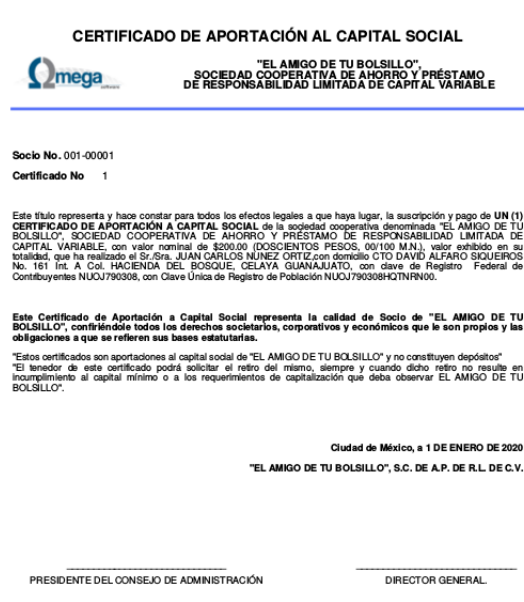 CERTIFICADO DE APORTACIÓN AL CAPITAL SOCIAL
Omega
software
"EL AMIGO DE TU BOLSILLO",
SOCIEDAD COOPERATIVA DE AHORRO Y PRÉSTAMO
DE RESPONSABILIDAD LIMITADA DE CAPITAL VARIABLE
Socio No. 001-00001
Certificado No 1
Este título representa y hace constar para todos los efectos legales a que haya lugar, la suscripción y pago de UN (1)
CERTIFICADO DE APORTACIÓN A CAPITAL SOCIAL de la sociedad cooperativa denominada "EL AMIGO DE TU
BOLSILLO", SOCIEDAD COOPERATIVA DE AHORRO Y PRÉSTAMO DE RESPONSABILIDAD LIMITADA DE
CAPITAL VARIABLE, con valor nominal de $200.00 (DOSCIENTOS PESOS, 00/100 M.N.), valor exhibido en su
totalidad, que ha realizado el Sr./Sra. JUAN CARLOS NUNEZ ORTIZ,con domicilio CTO DAVID ALFARO SIQUEIROS
No. 161 Int. A Col. HACIENDA DEL BOSQUE, CELAYA GUANAJUATO, con clave de Registro Federal de
Contribuyentes NUOJ790308, con Clave Única de Registro de Población NUOJ790308HQTNRN00.
Este Certificado de Aportación a Capital Social representa la calidad de Socio de "EL AMIGO DE TU
BOLSILLO", confiriéndole todos los derechos societarios, corporativos y económicos que le son propios y las
obligaciones a que se refieren sus bases estatutarias.
"Estos certificados son aportaciones al capital social de "EL AMIGO DE TU BOLSILLO" y no constituyen depósitos"
"El tenedor de este certificado podrá solicitar el retiro del mismo, siempre y cuando dicho retiro no resulte en
incumplimiento al capital mínimo o a los requerimientos de capitalización que deba observar EL AMIGO DE TU
BOLSILLO".
Ciudad de México, a 1 DE ENERO DE 2020
"EL AMIGO DE TU BOLSILLO", S.C. DE A.P. DE R.L. DE C.V.
PRESIDENTE DEL CONSEJO DE ADMINISTRACIÓN
DIRECTOR GENERAL.